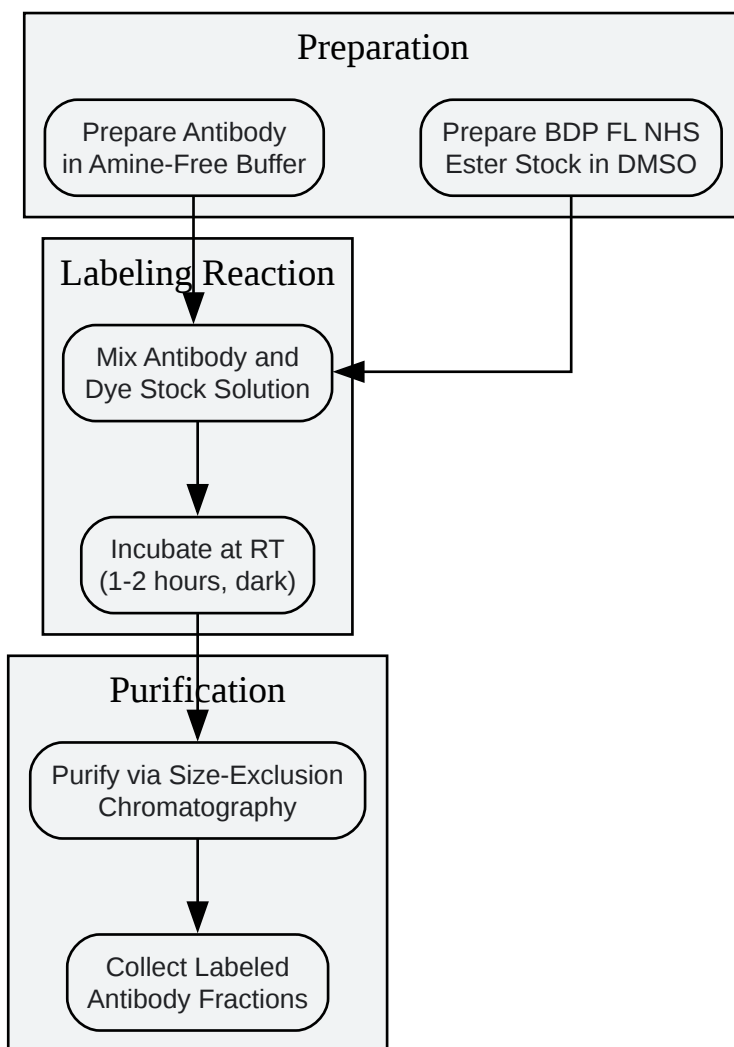 Preparation
Prepare Antibody
in Amine-Free Buffer
Prepare BDP FL NHS
Ester Stock in DMSO
Labeling Reaction
Mix Antibody and
Dye Stock Solution
Incubate at RT
(1-2 hours, dark)
Purification
Purify via Size-Exclusion
Chromatography
Collect Labeled
Antibody Fractions